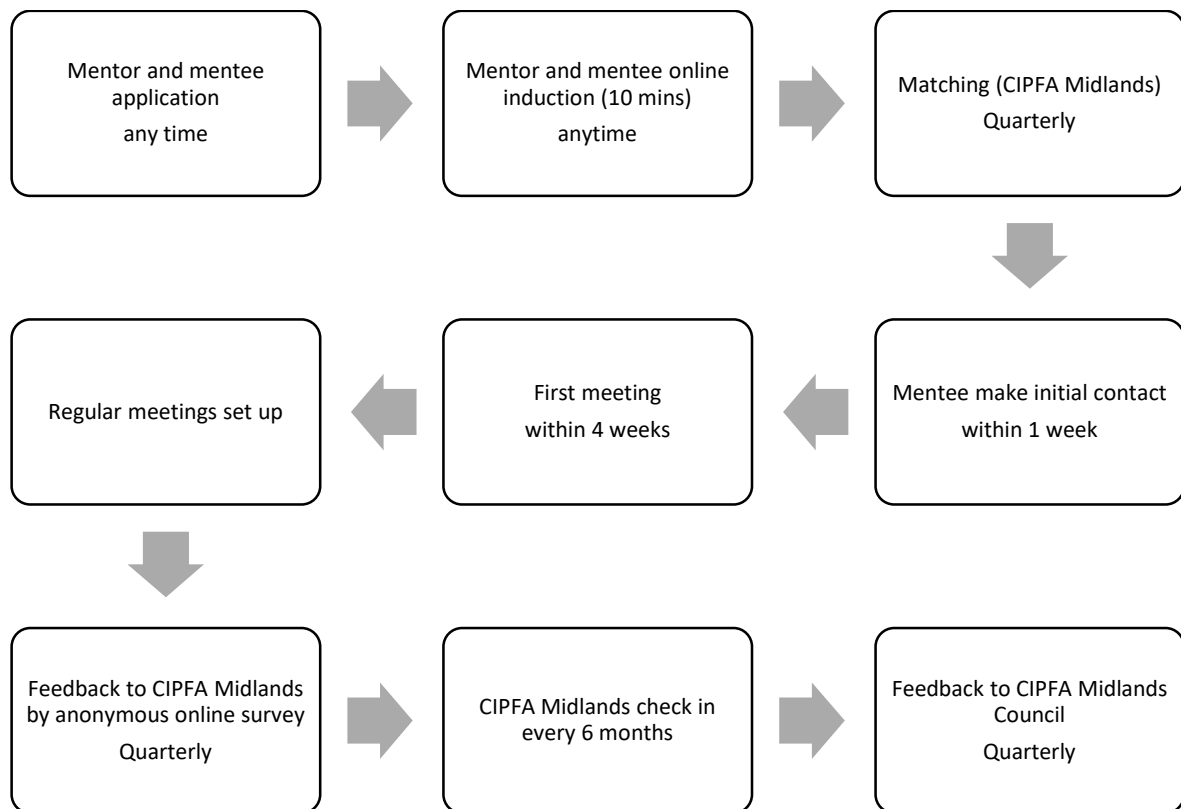 Mentor and mentee
application
any time
Mentor and mentee online
induction (10 mins)
anytime
Matching (CIPFA Midlands)
Quarterly
Mentee make initial contact
within 1 week
First meeting
within 4 weeks
Regular meetings set up
Feedback to CIPFA Midlands
by anonymous online survey
Quarterly
CIPFA Midlands check in
every 6 months
Feedback to CIPFA Midlands
Council
Quarterly